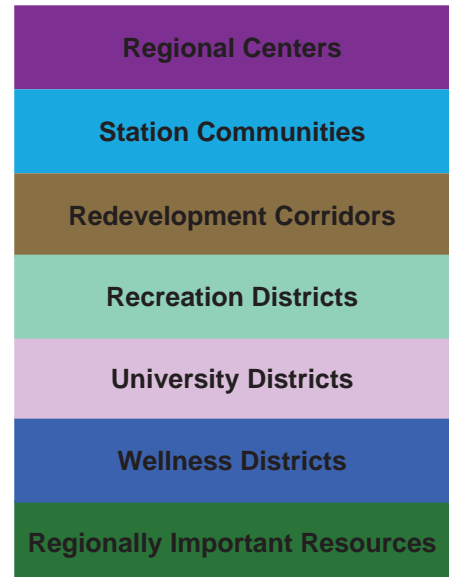 Regional Centers
Station Communities
Redevelopment Corridors
Recreation Districts
University Districts
Wellness Districts
Regionally Important Resources